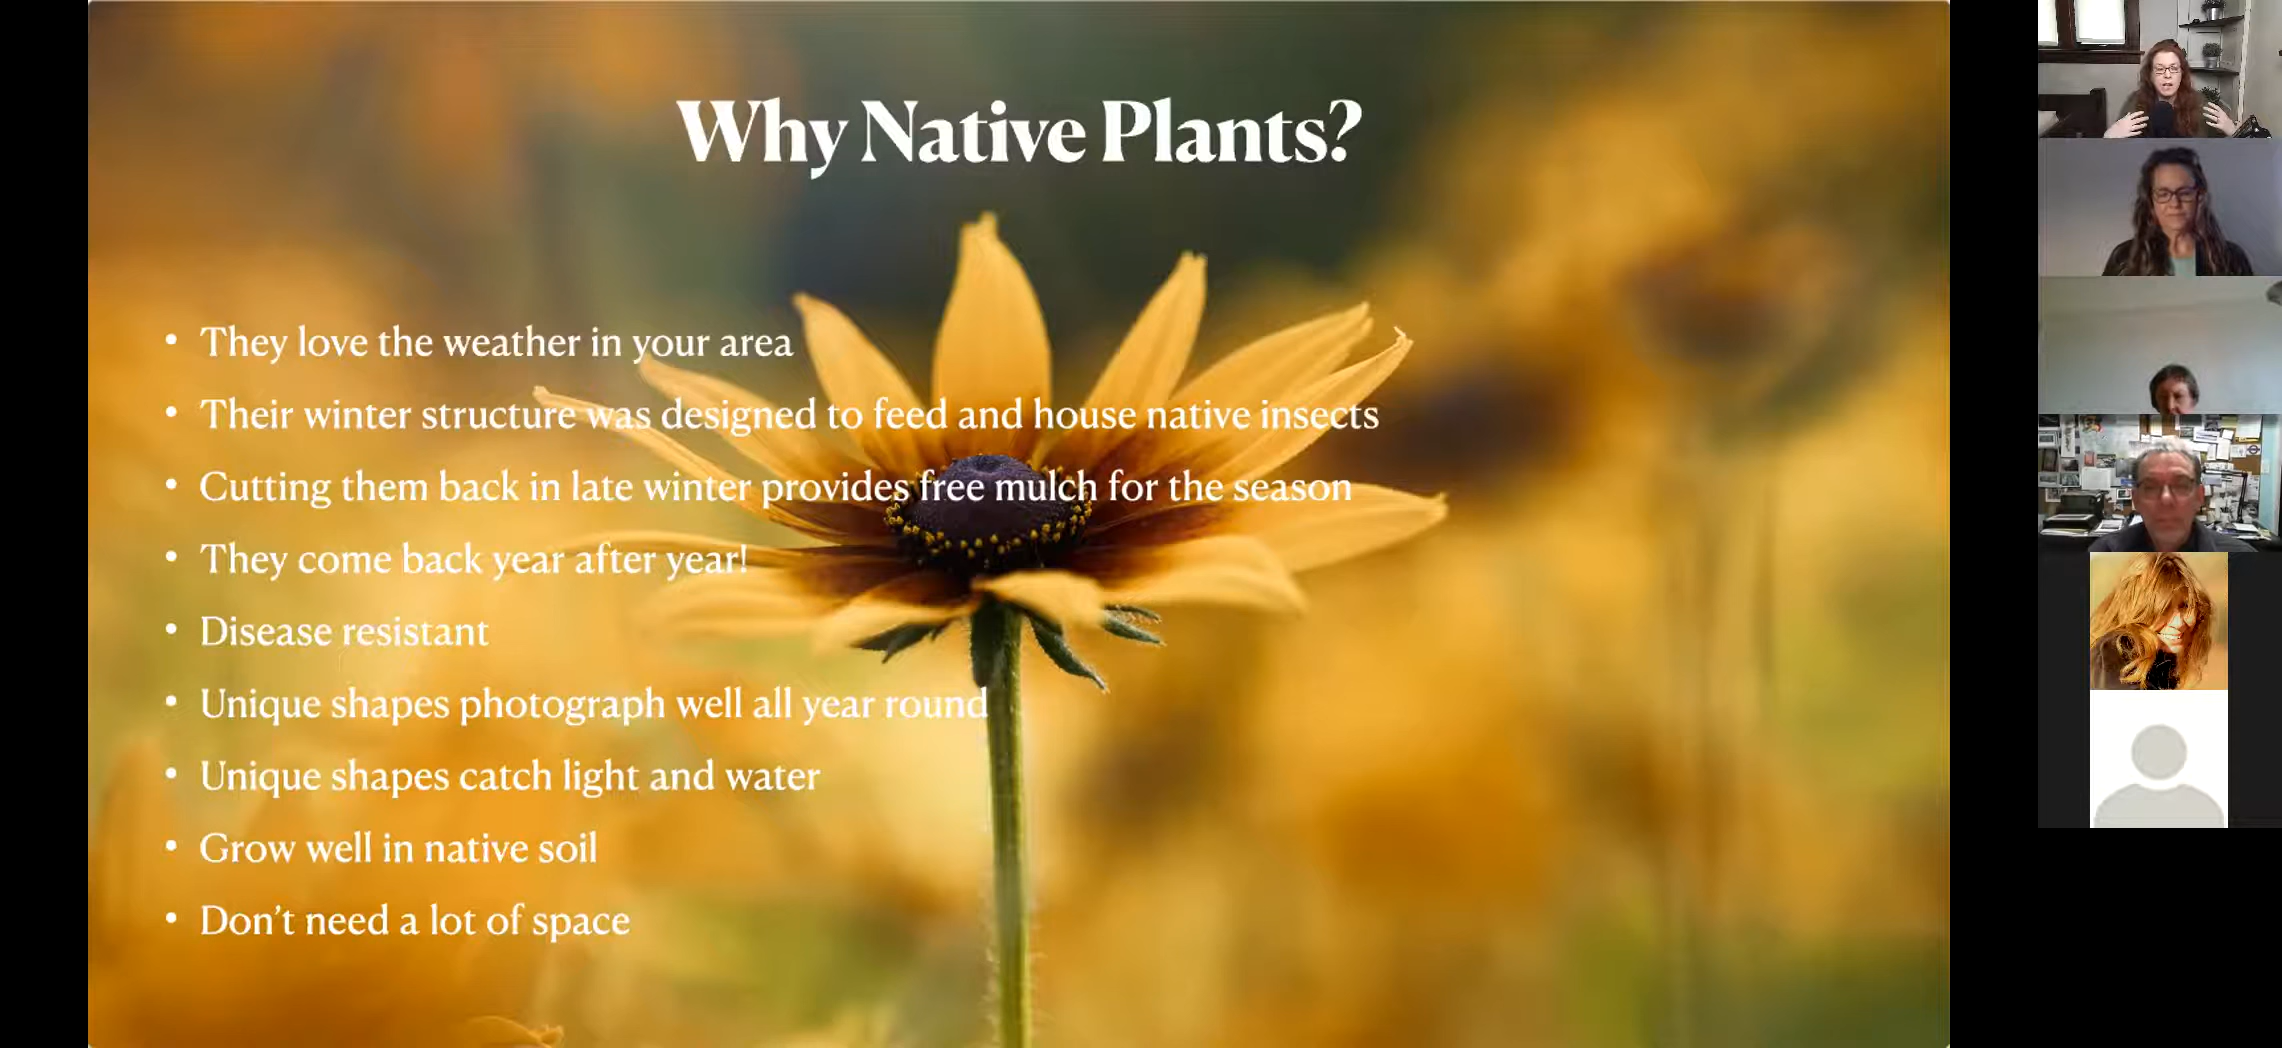 Why Native Plants?
• They love the weather in your area
• Their winter structure was designed to feed and house native insects
• Cutting them back in late winter provides free mulch for the season
• They come back year after year!
• Disease resistant
• Unique shapes photograph well all year round
• Unique shapes catch light and water
• Grow well in native soil
• Don’t need a lot of space